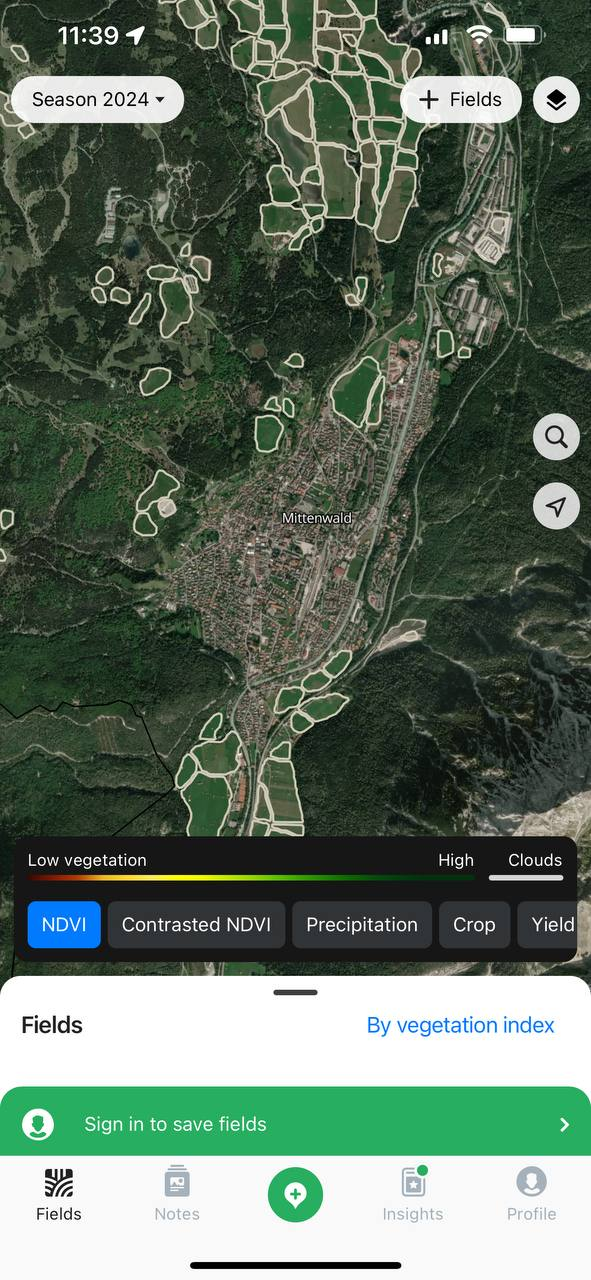 11:39
Season 2024
Fields
Mittenwald
Low vegetation
High
Clouds
NDVI
Contrasted NDVI
Precipitation
Crop
Yield
Fields
By vegetation index
Sign in to save fields
Fields
Notes
Insights
Profile